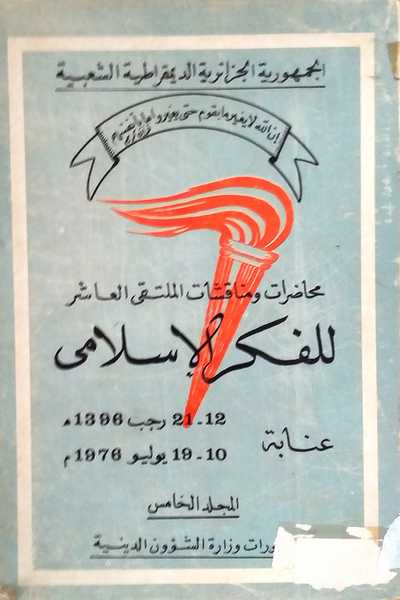 الجمهورية الجزائرية الديمقراطية الشعبية
إن الله لا يغير ما بقوم حتى يغيروا ما بأنفسهم
محاضرات ومناقشات الملتقى العاشر
للفكر الإسلامي
12 - 21 رجب 1396 هـ
عنابة
10 - 19 يوليو 1976 م
المجلد الخامس
ورات وزارة الشؤون الدينية